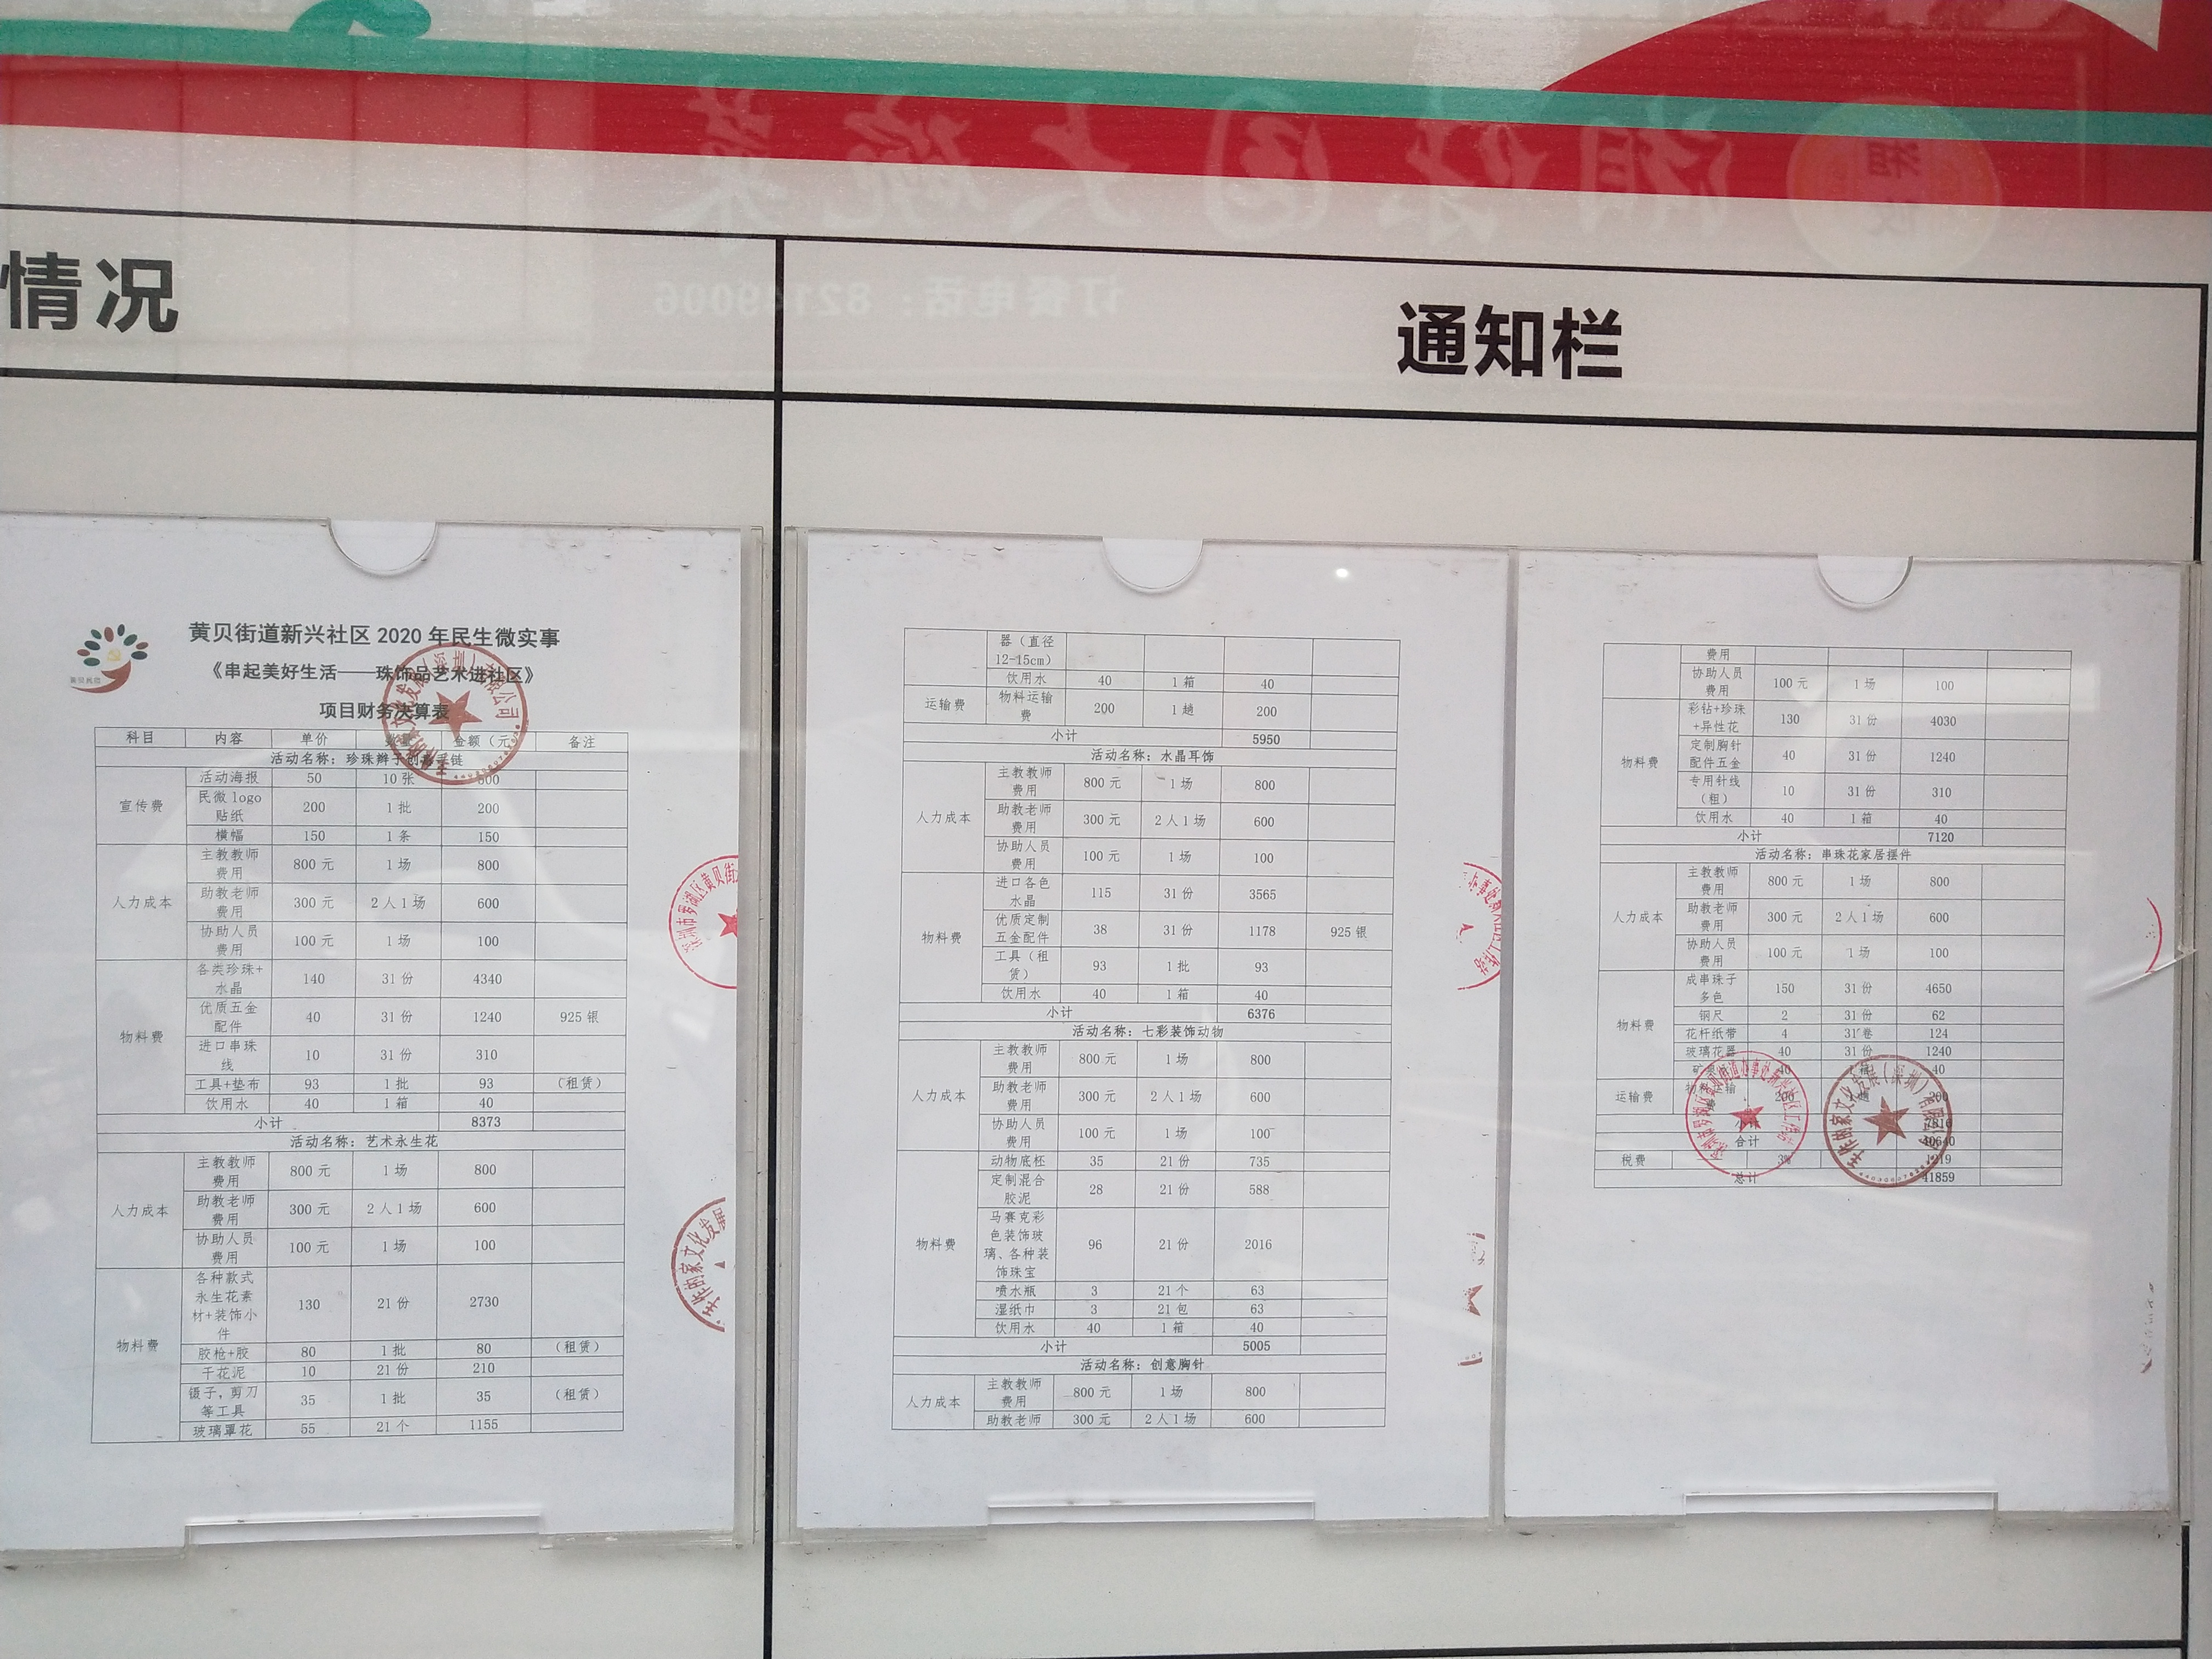 情况
通知栏
黄贝街道新兴社区 2020 年民生微实事
《串起美好生活——珠饰品艺术进社区》
项目财务决算表
科目 内容 单价 数量 金额（元 备注
活动名称：珍珠辫子创意手链
宣传费 活动海报 50 10 张 500
民微 logo 贴纸 200 1 批 200
横幅 150 1 条 150
人力成本 主教教师费用 800 元 1 场 800
助教老师费用 300 元 2 人 1 场 600
协助人员费用 100 元 1 场 100
物料费 各类珍珠+水晶 140 31 份 4340
优质五金配件 40 31 份 1240 925 银
进口串珠线 10 31 份 310
工具+垫布 93 1 批 93 （租赁）
饮用水 40 1 箱 40
小计 8373
活动名称：艺术永生花
人力成本 主教教师费用 800 元 1 场 800
助教老师费用 300 元 2 人 1 场 600
协助人员费用 100 元 1 场 100
物料费 各种款式永生花素材+装饰小件 130 21 份 2730
胶枪+胶 80 1 批 80 （租赁）
干花泥 10 21 份 210
镊子，剪刀等工具 35 1 批 35 （租赁）
玻璃罩花 55 21 个 1155
器（直径 12-15cm）
饮用水 40 1 箱 40
运输费 物料运输费 200 1 趟 200
小计 5950
活动名称：水晶耳饰
人力成本 主教教师费用 800 元 1 场 800
助教老师费用 300 元 2 人 1 场 600
协助人员费用 100 元 1 场 100
物料费 进口各色水晶 115 31 份 3565
优质定制五金配件 38 31 份 1178 925 银
工具（租赁） 93 1 批 93
饮用水 40 1 箱 40
小计 6376
活动名称：七彩装饰动物
人力成本 主教教师费用 800 元 1 场 800
助教老师费用 300 元 2 人 1 场 600
协助人员费用 100 元 1 场 100
物料费 动物底柸 35 21 份 735
定制混合胶泥 28 21 份 588
马赛克彩色装饰玻璃、各种装饰珠宝 96 21 份 2016
喷水瓶 3 21 个 63
湿纸巾 3 21 包 63
饮用水 40 1 箱 40
小计 5005
活动名称：创意胸针
人力成本 主教教师费用 800 元 1 场 800
助教老师 300 元 2 人 1 场 600
费用
协助人员费用 100 元 1 场 100
物料费 彩钻+珍珠+异性花 130 31 份 4030
定制胸针配件五金 40 31 份 1240
专用针线（租） 10 31 份 310
饮用水 40 1 箱 40
小计 7120
活动名称：串珠花家居摆件
人力成本 主教教师费用 800 元 1 场 800
助教老师费用 300 元 2 人 1 场 600
协助人员费用 100 元 1 场 100
物料费 成串珠子多色 150 31 份 4650
铜尺 2 31 份 62
花杆纸带 4 31 卷 124
玻璃花器 40 31 份 1240
40 40
运输费 物料运输 200 趟 200
小计 7816
合计 40640
税费 3% 1219
总计 41859